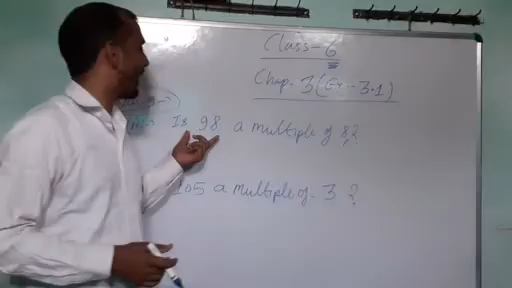 Class-6
Chap. 3 (Ex-3.1)
Is 98 a multiple of 8?
105 a multiple of 3 ?